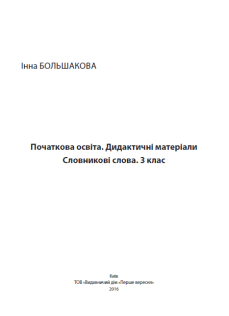 Інна БОЛЬШАКОВА
Початкова освіта. Дидактичні матеріали
Словникові слова. 3 клас
Київ
ТОВ «Видавничий дім «Перше вересня»
2016